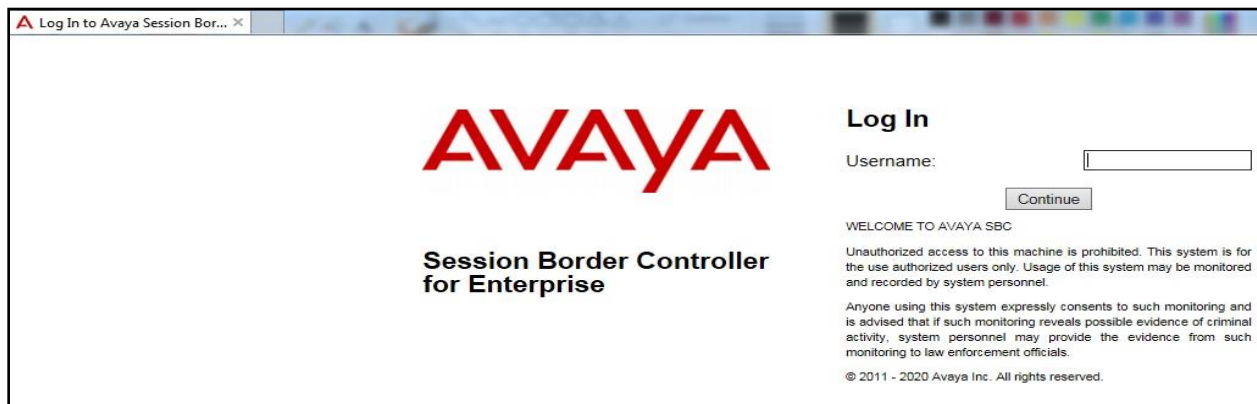 Log In to Avaya Session Bor...
AVAYA
Session Border Controller
for Enterprise
Log In
Username:
Continue
WELCOME TO AVAYA SBC
Unauthorized access to this machine is prohibited. This system is for
the use authorized users only. Usage of this system may be monitored
and recorded by system personnel.
Anyone using this system expressly consents to such monitoring and
is advised that if such monitoring reveals possible evidence of criminal
activity, system personnel may provide the evidence from such
monitoring to law enforcement officials.
© 2011 - 2020 Avaya Inc. All rights reserved.